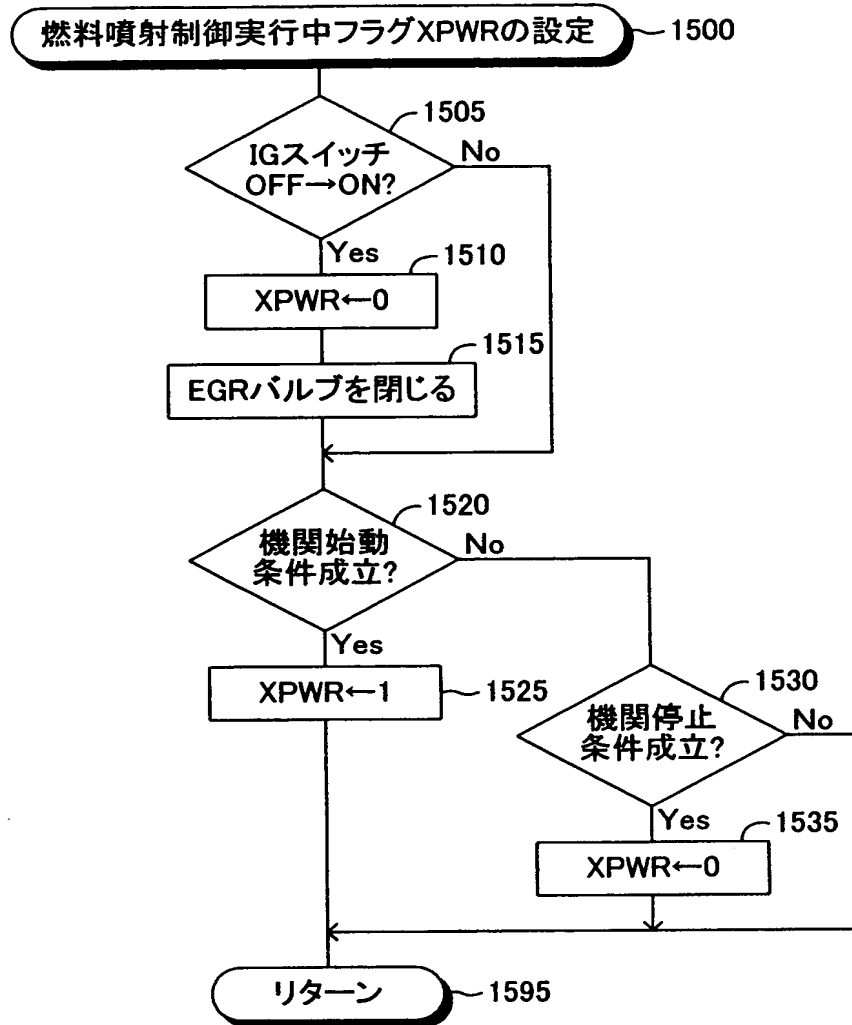 燃料噴射制御実行中フラグXPWRの設定
1500
1505
IGスイッチ
OFF→ON?
No
Yes
1510
XPWR←0
1515
EGRバルブを閉じる
1520
機関始動
条件成立?
No
Yes
XPWR←1
1525
1530
機関停止
条件成立?
No
Yes
1535
XPWR←0
リターン
1595